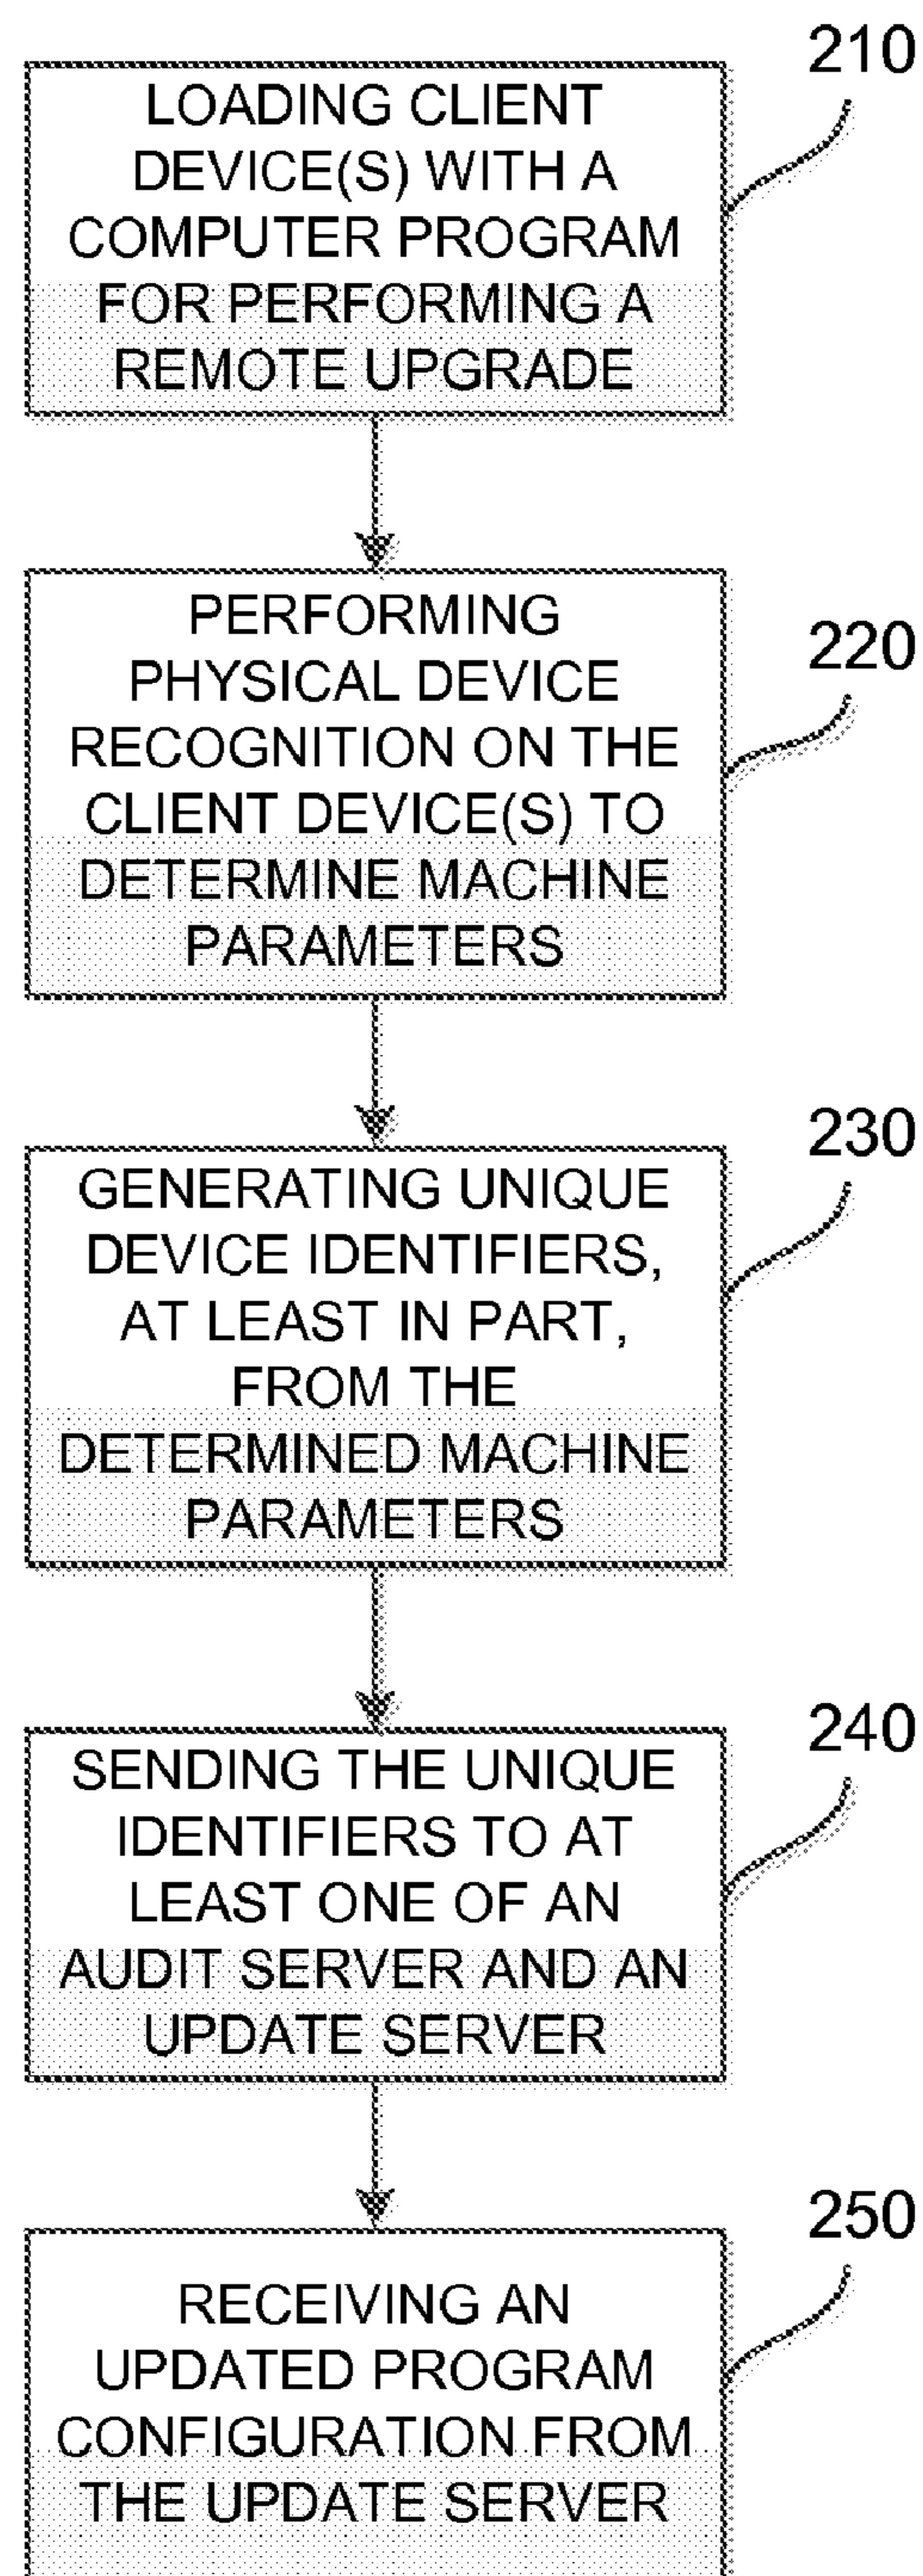 210
LOADING CLIENT
DEVICE(S) WITH A
COMPUTER PROGRAM
FOR PERFORMING A
REMOTE UPGRADE
220
PERFORMING
PHYSICAL DEVICE
RECOGNITION ON THE
CLIENT DEVICE(S) TO
DETERMINE MACHINE
PARAMETERS
230
GENERATING UNIQUE
DEVICE IDENTIFIERS,
AT LEAST IN PART,
FROM THE
DETERMINED MACHINE
PARAMETERS
240
SENDING THE UNIQUE
IDENTIFIERS TO AT
LEAST ONE OF AN
AUDIT SERVER AND AN
UPDATE SERVER
250
RECEIVING AN
UPDATED PROGRAM
CONFIGURATION FROM
THE UPDATE SERVER